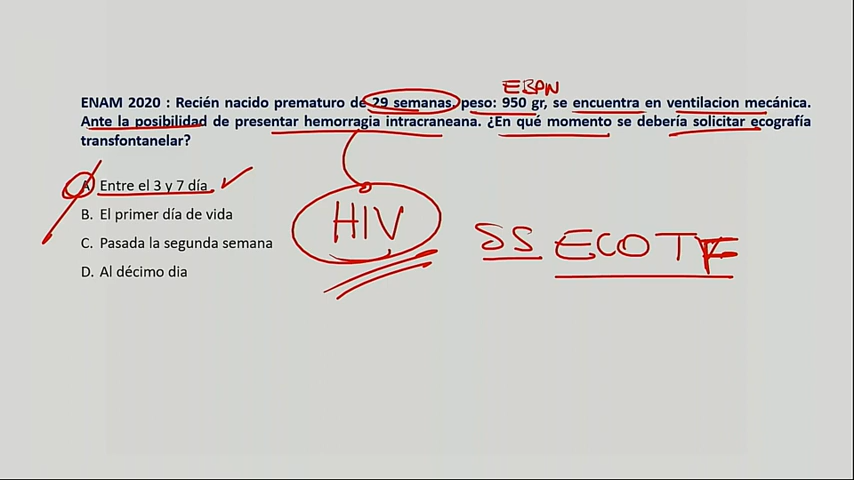 EBPN
ENAM 2020 : Recién nacido prematuro de 29 semanas, peso: 950 gr, se encuentra en ventilacion mecánica.
Ante la posibilidad de presentar hemorragia intracraneana. ¿En qué momento se debería solicitar ecografía
transfontanelar?
A. Entre el 3 y 7 día
B. El primer día de vida
C. Pasada la segunda semana
D. Al décimo dia
HIV
SS ECO TF